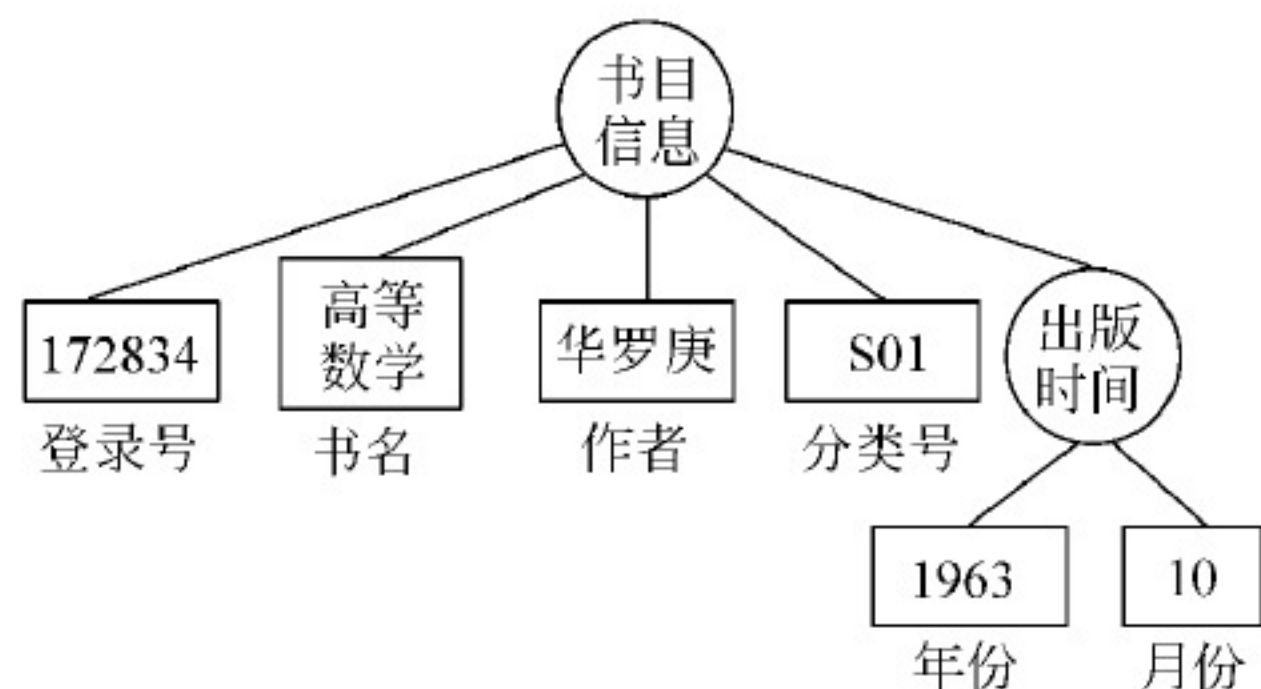 书目
信息
172834
登录号
高等
数学
书名
华罗庚
作者
S01
分类号
出版
时间
1963
年份
10
月份